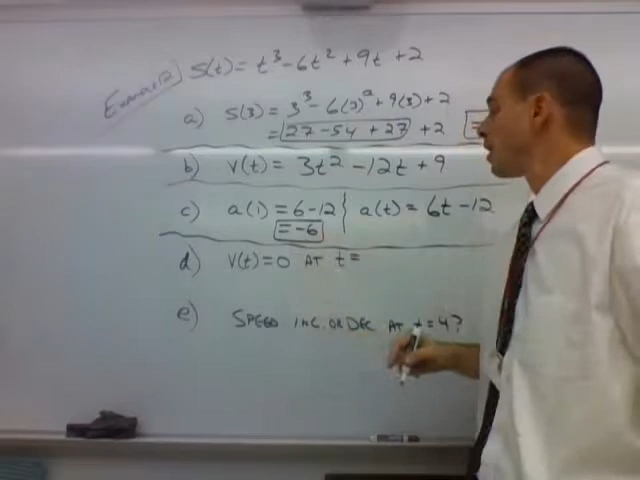 Example 2] S(t) = t³ - 6t² + 9t + 2
a) S(3) = 3³ - 6(3)² + 9(3) + 2
= 27 - 54 + 27 + 2 =
b) V(t) = 3t² - 12t + 9
c) a(1) = 6 - 12 } a(t) = 6t - 12
= -6
d) V(t) = 0 AT t =
e) SPEED INC. OR DEC AT t = 4?